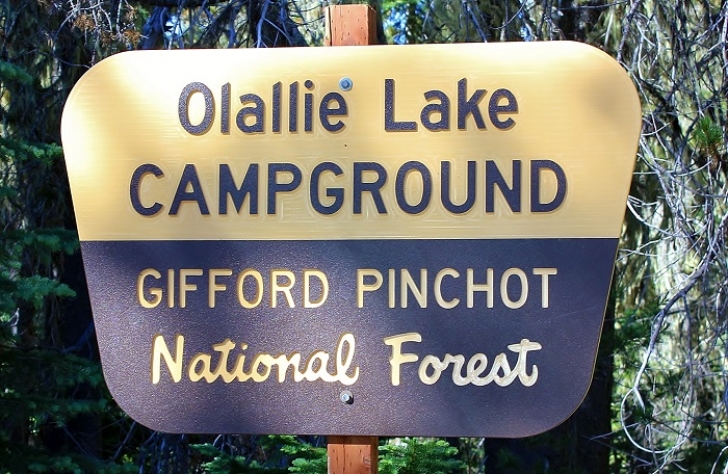 Olallie Lake
CAMPGROUND
GIFFORD PINCHOT
National Forest